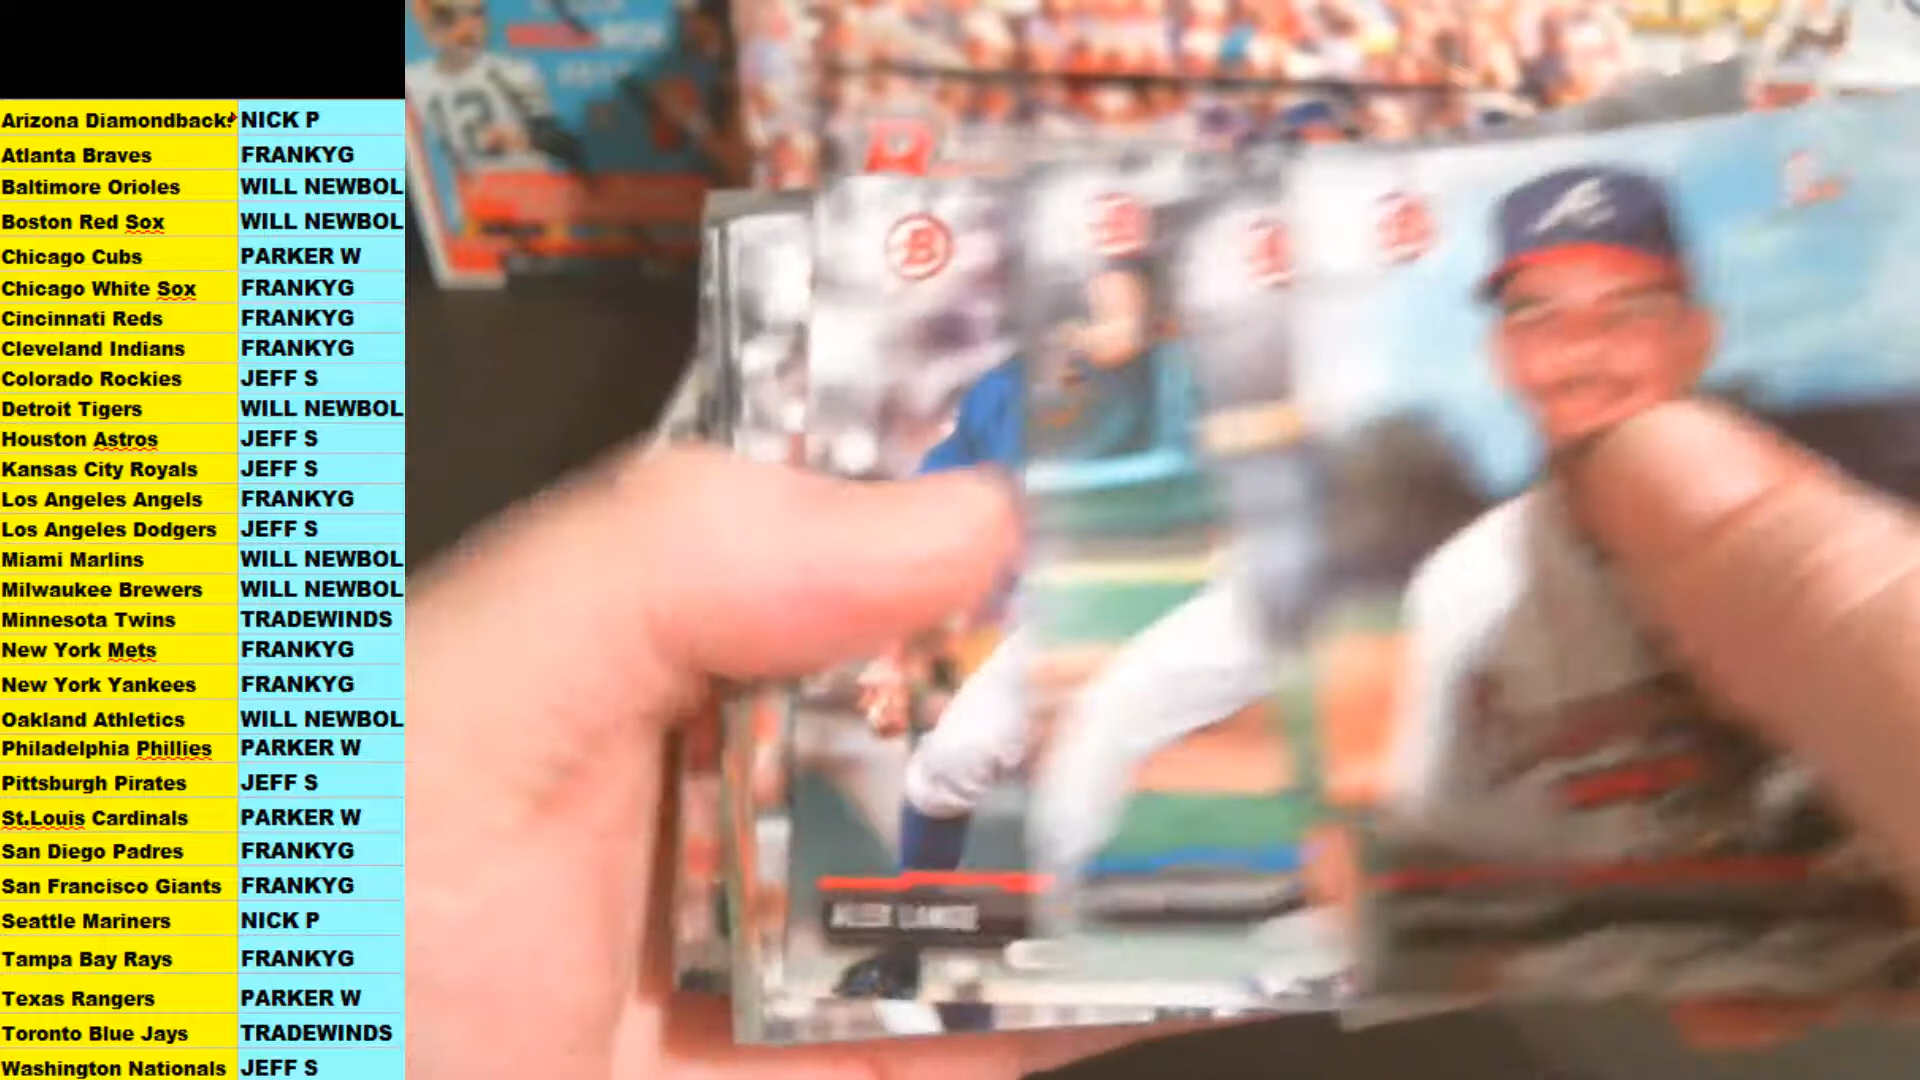 Arizona Diamondbacks NICK P
Atlanta Braves FRANKYG
Baltimore Orioles WILL NEWBOL
Boston Red Sox WILL NEWBOL
Chicago Cubs PARKER W
Chicago White Sox FRANKYG
Cincinnati Reds FRANKYG
Cleveland Indians FRANKYG
Colorado Rockies JEFF S
Detroit Tigers WILL NEWBOL
Houston Astros JEFF S
Kansas City Royals JEFF S
Los Angeles Angels FRANKYG
Los Angeles Dodgers JEFF S
Miami Marlins WILL NEWBOL
Milwaukee Brewers WILL NEWBOL
Minnesota Twins TRADEWINDS
New York Mets FRANKYG
New York Yankees FRANKYG
Oakland Athletics WILL NEWBOL
Philadelphia Phillies PARKER W
Pittsburgh Pirates JEFF S
St.Louis Cardinals PARKER W
San Diego Padres FRANKYG
San Francisco Giants FRANKYG
Seattle Mariners NICK P
Tampa Bay Rays FRANKYG
Texas Rangers PARKER W
Toronto Blue Jays TRADEWINDS
Washington Nationals JEFF S
B
12
ALEX LANGE